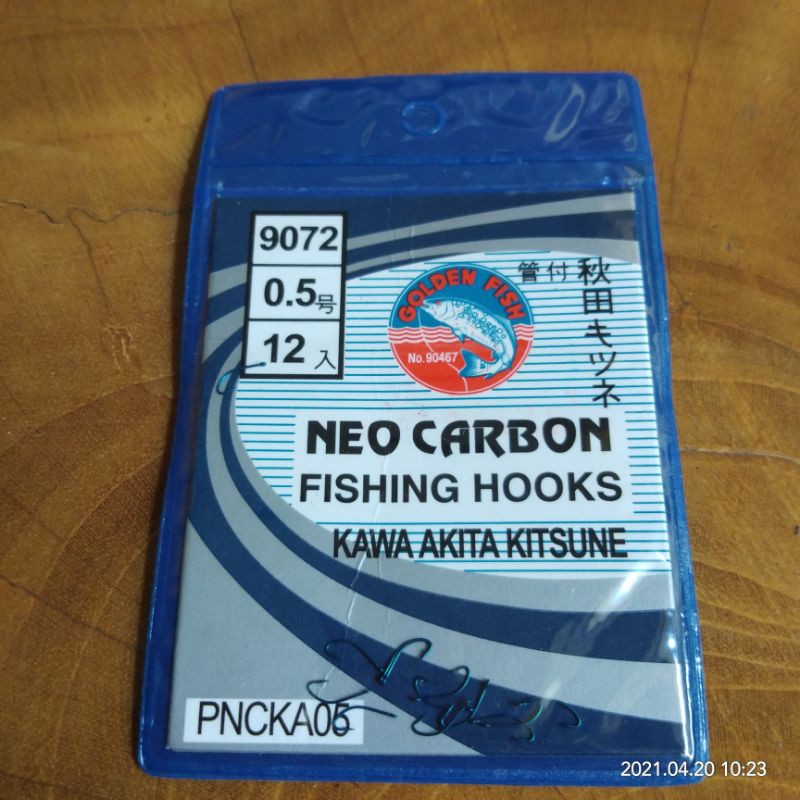 9072
0.5号
12入
GOLDEN FISH
No.90467
管付 秋田キツネ
NEO CARBON
FISHING HOOKS
KAWA AKITA KITSUNE
PNCKA05
2021.04.20 10:23